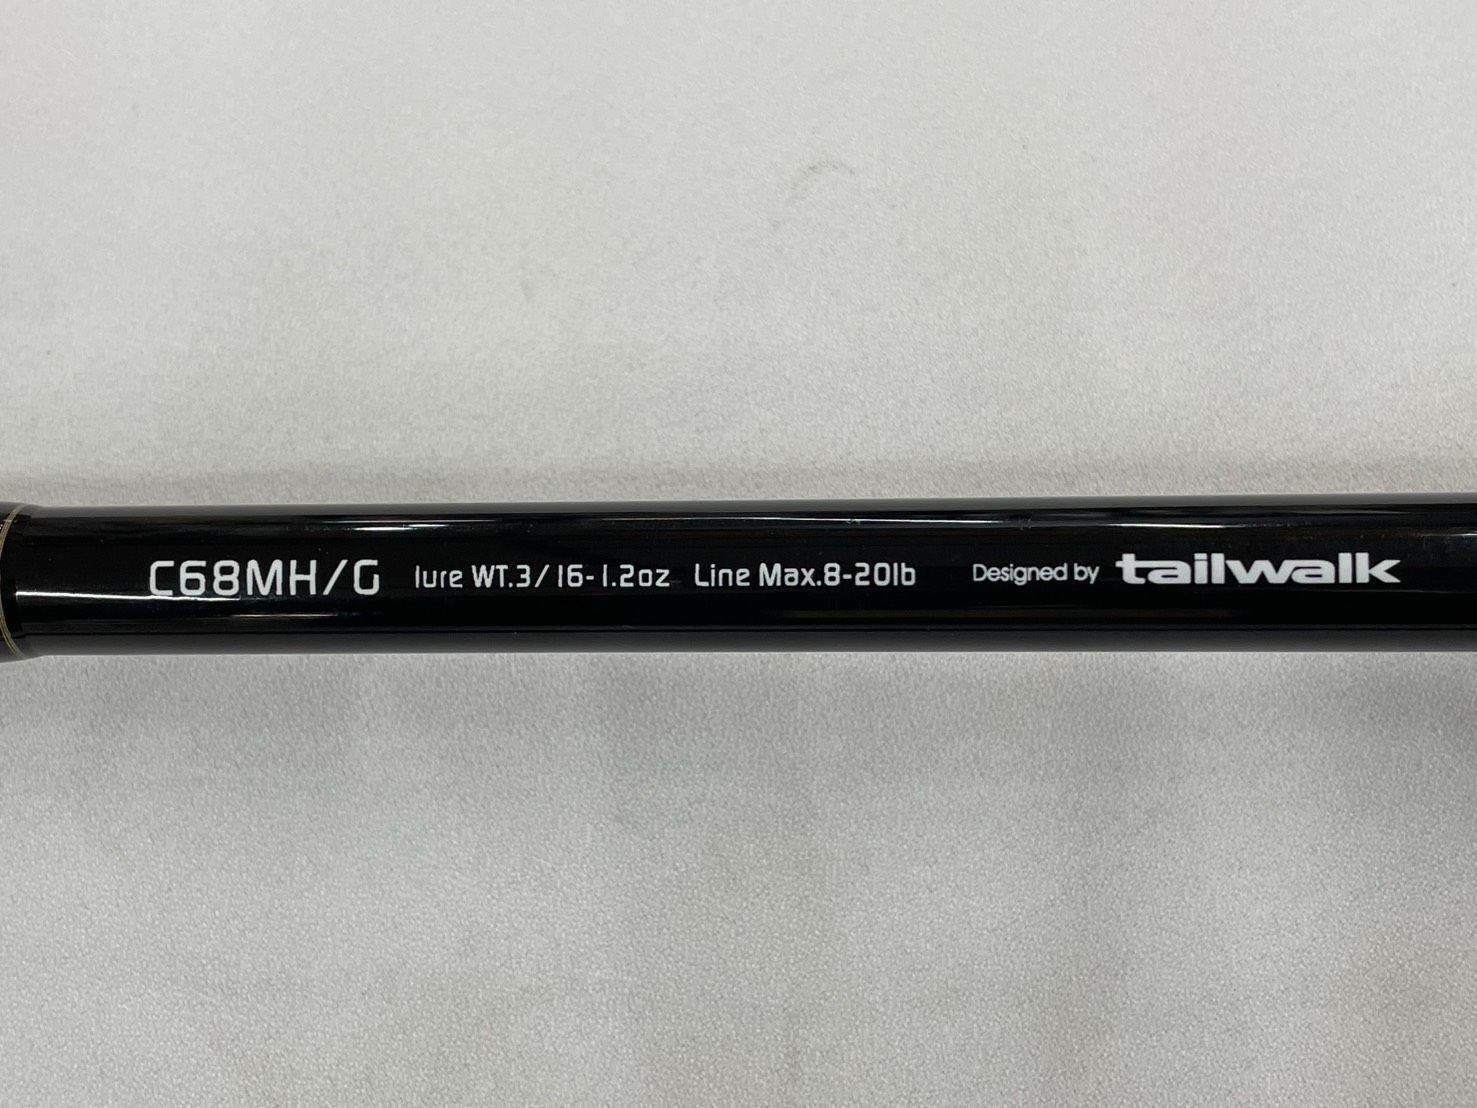 C68MH/G lure WT.3/16-1.2oz Line Max.8-20lb Designed by tailwalk